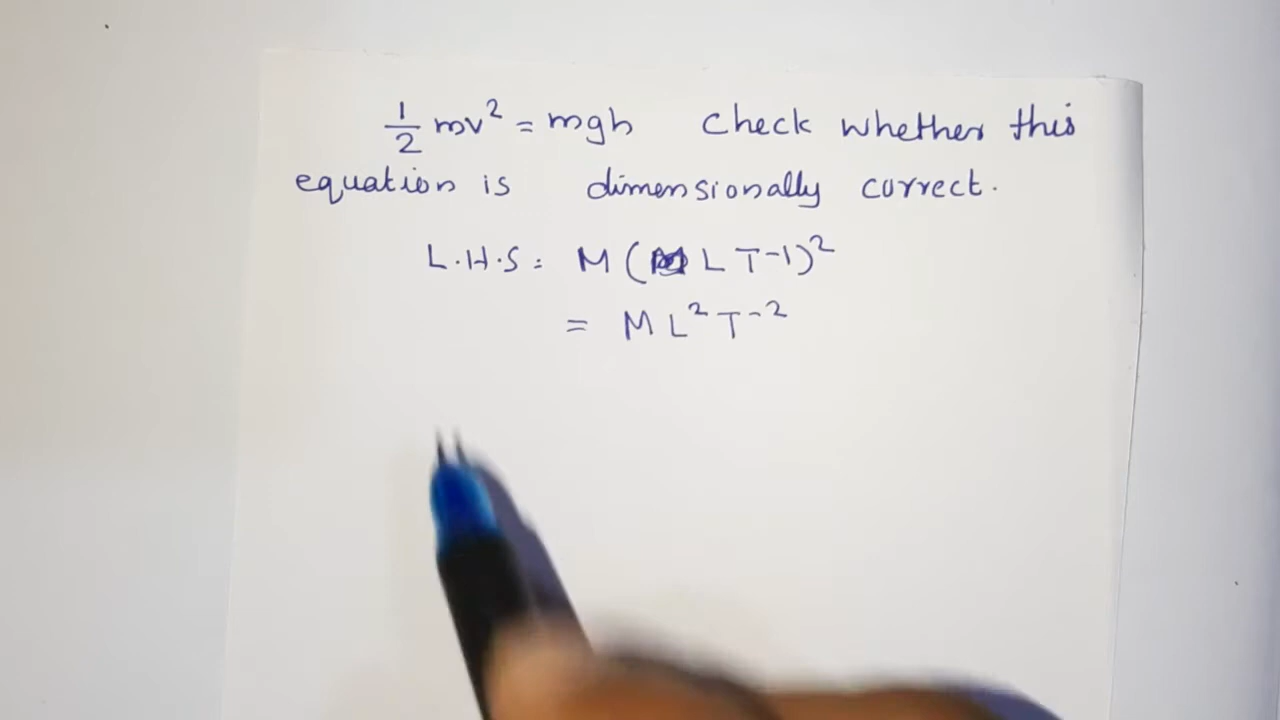 1/2 mv² = mgh check whether this
equation is dimensionally correct.
L.H.S = M ( L T⁻¹)²
= M L² T⁻²